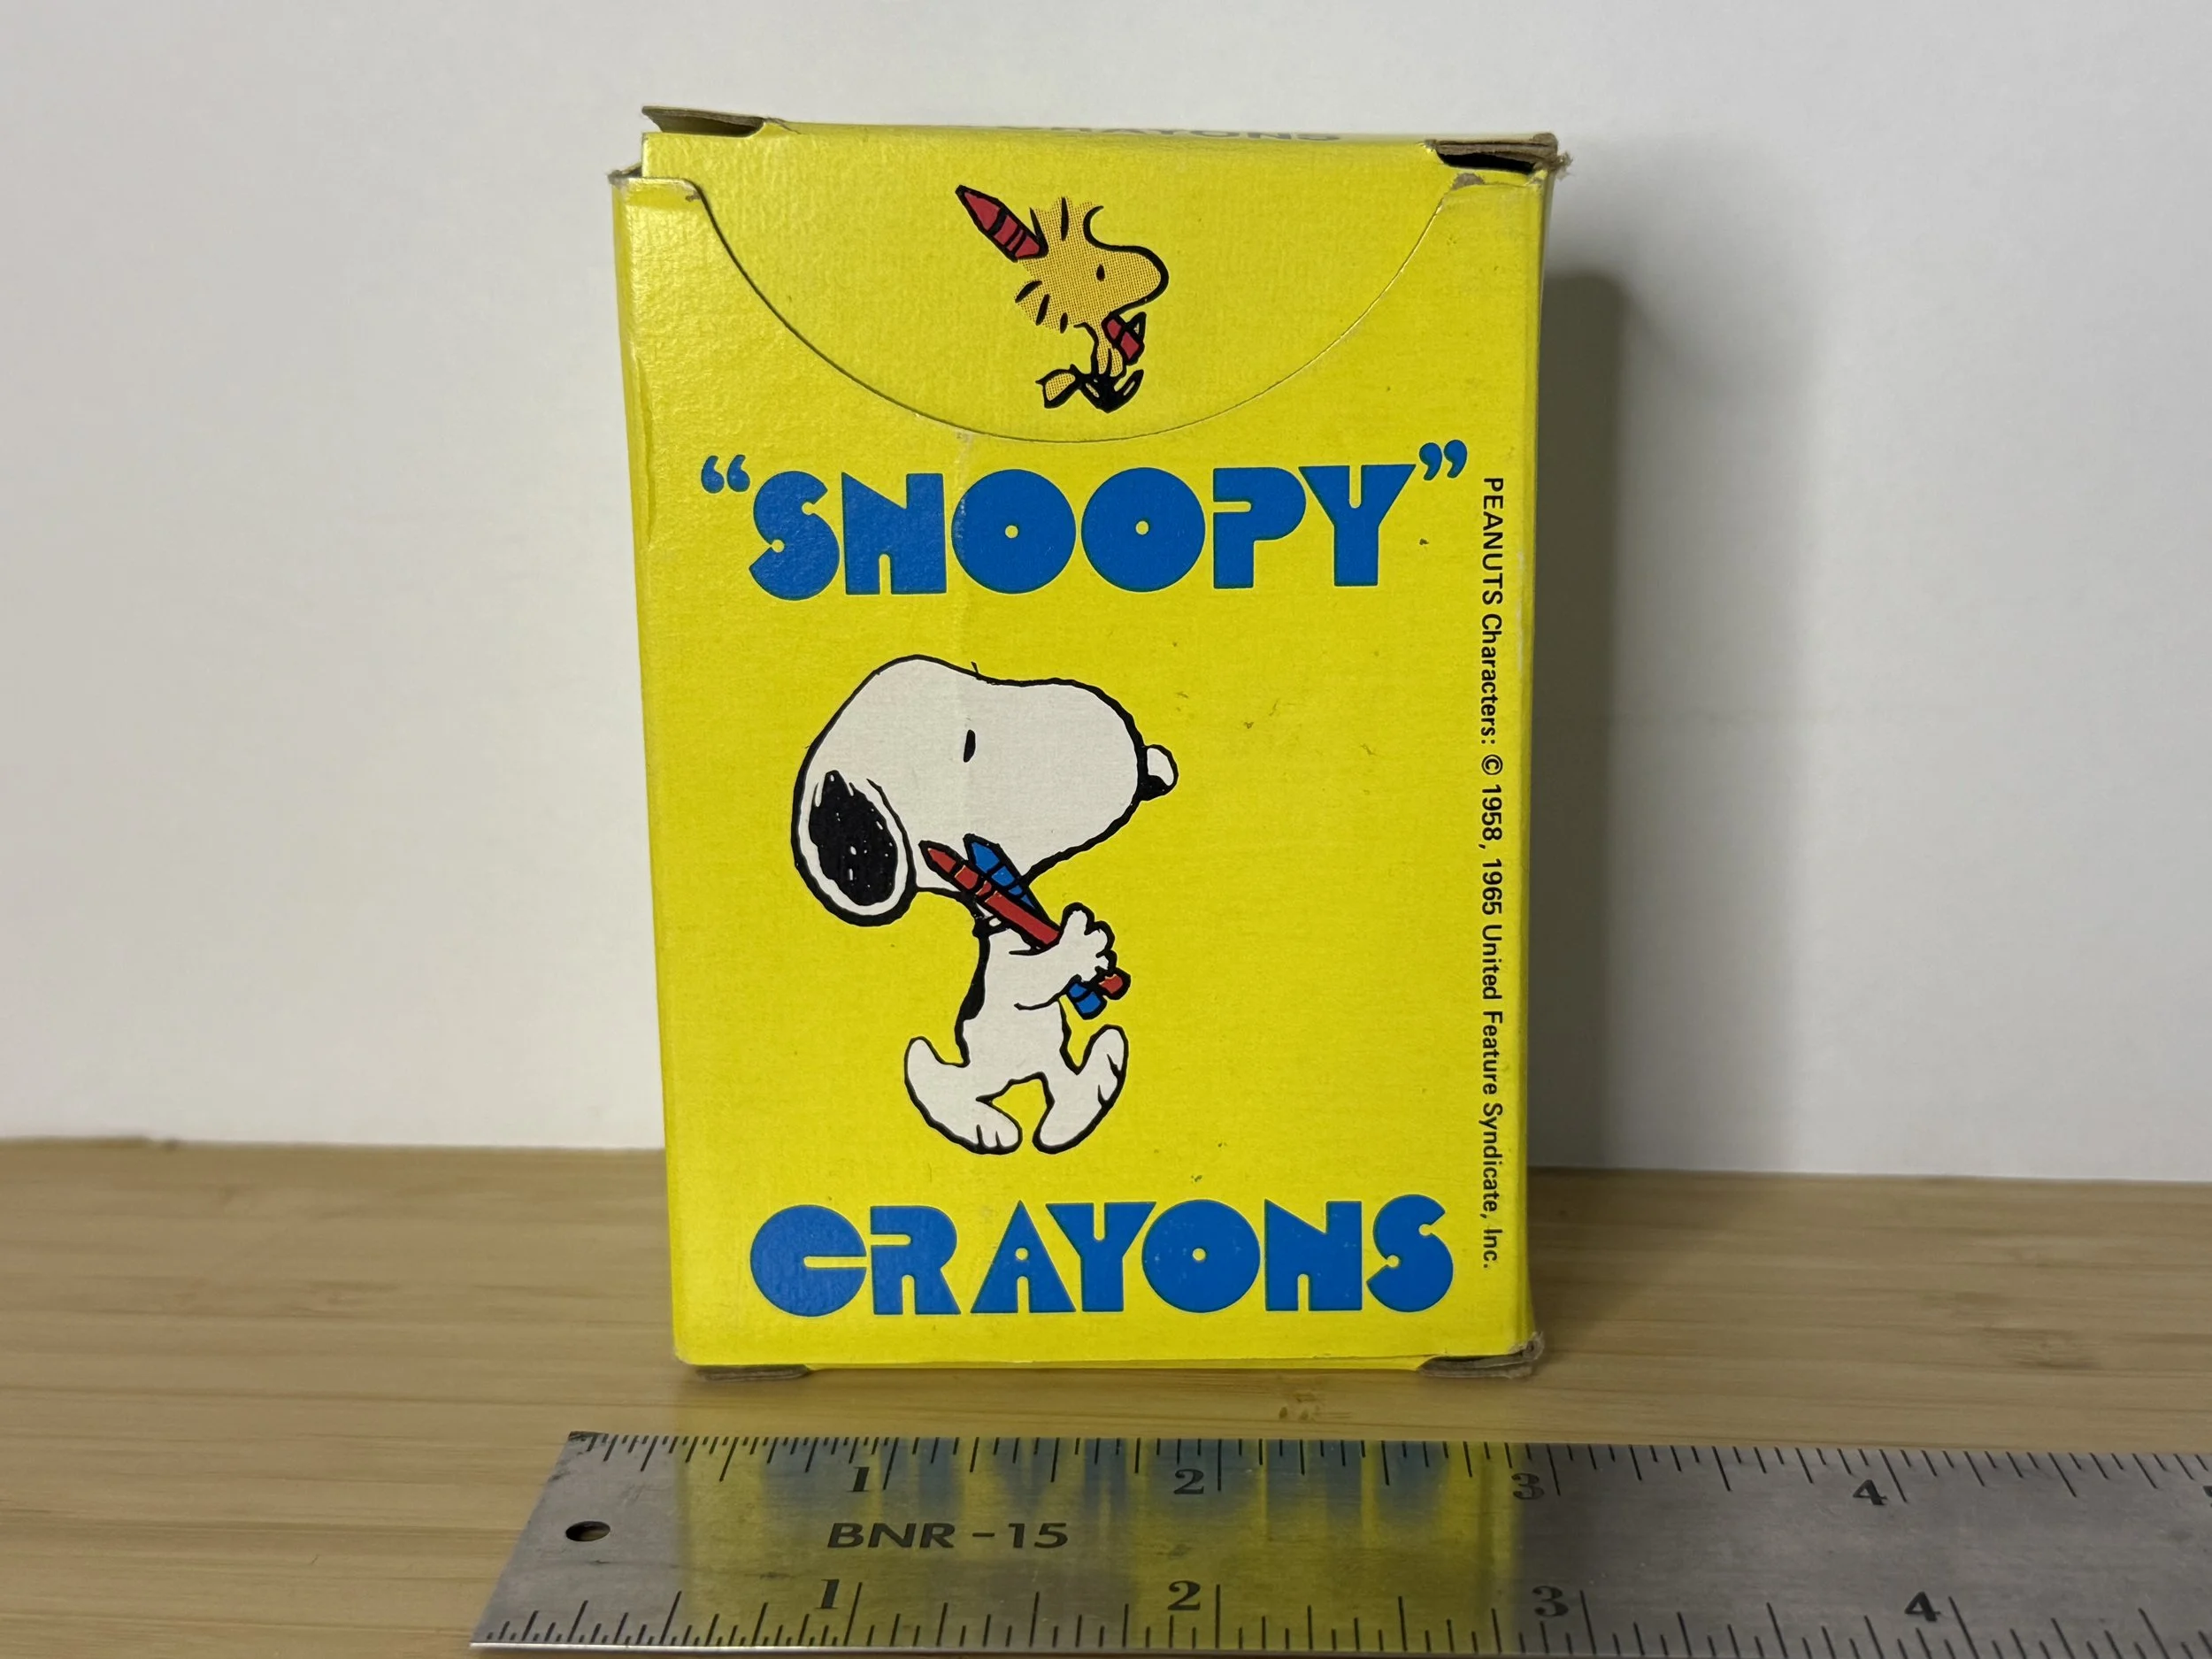 CRAYONS
“SNOOPY”
PEANUTS Characters: © 1958, 1965 United Feature Syndicate, Inc.
CRAYONS
1 2 3 4
BNR-15
1 2 3 4